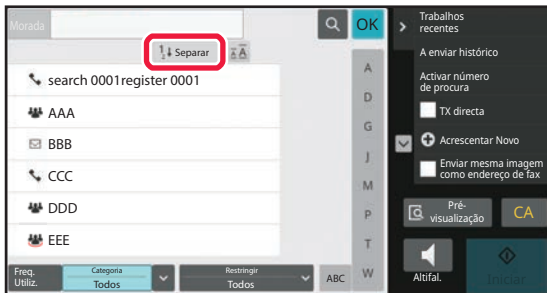 Morada
OK
1↓ Separar
AA
search 0001register 0001
AAA
BBB
CCC
DDD
EEE
A
D
G
J
M
P
T
W
Freq.
Utiliz.
Categoria
Todos
Restringir
Todos
ABC
Trabalhos
recentes
A enviar histórico
Activar número
de procura
TX directa
Acrescentar Novo
Enviar mesma imagem
como endereço de fax
Pré-
visualização
CA
Altifal.
Iniciar